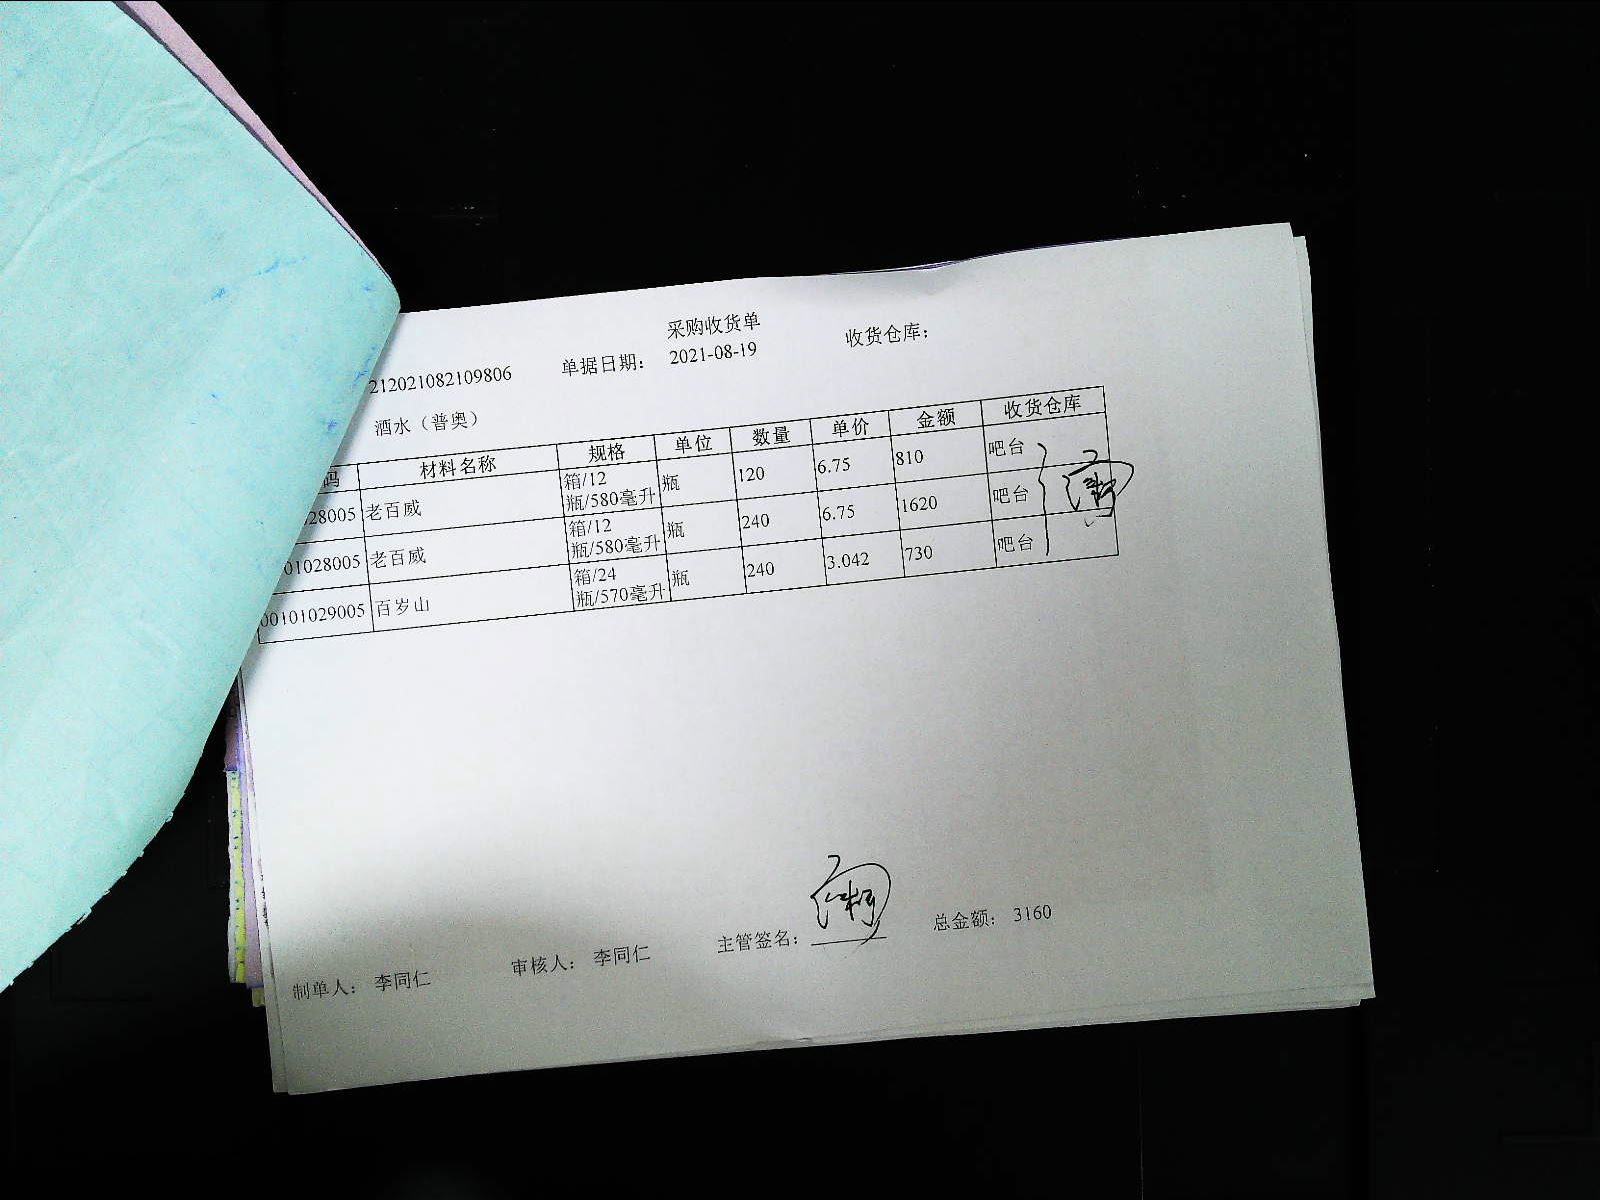 采购收货单
212021082109806 单据日期： 2021-08-19 收货仓库；
酒水（普奥）
码 材料名称 规格 单位 数量 单价 金额 收货仓库
28005 老百威 箱/12瓶/580毫升 瓶 120 6.75 810 吧台
01028005 老百威 箱/12瓶/580毫升 瓶 240 6.75 1620 吧台
00101029005 百岁山 箱/24瓶/570毫升 瓶 240 3.042 730 吧台
制单人： 李同仁 审核人： 李同仁 主管签名： 总金额： 3160